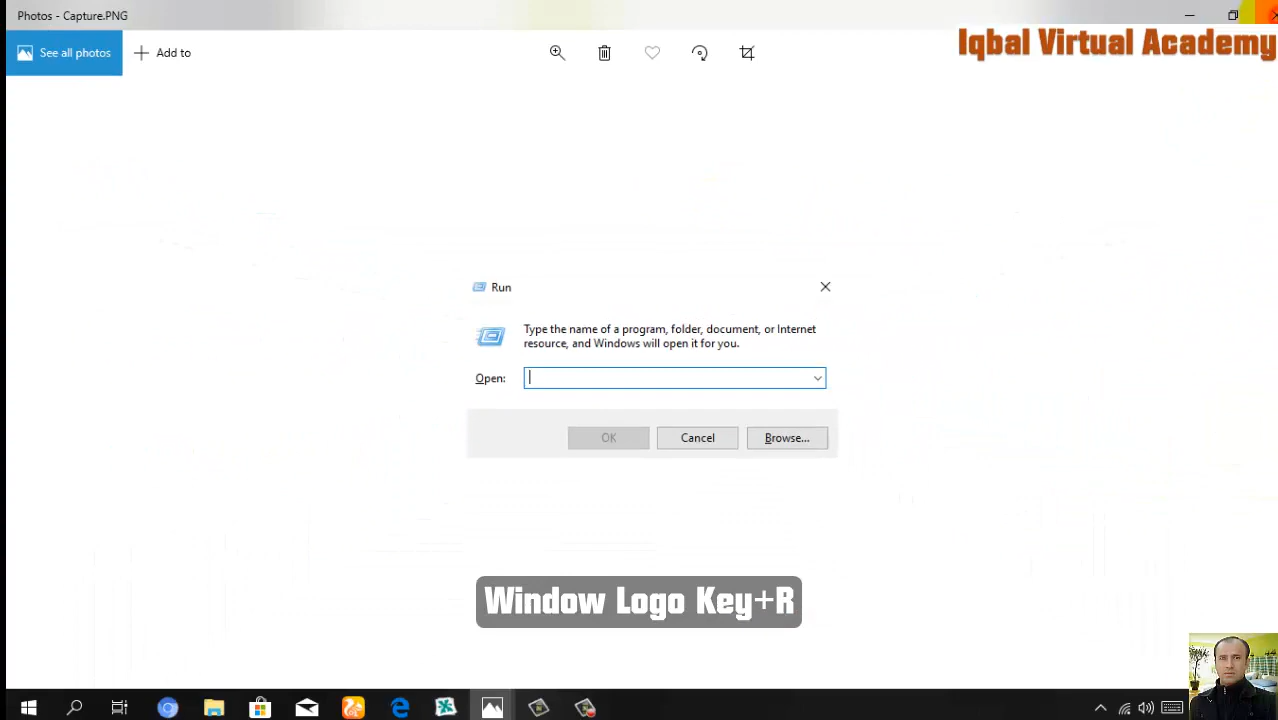 Photos - Capture.PNG
See all photos
Add to
Iqbal Virtual Academy
Run
Type the name of a program, folder, document, or Internet
resource, and Windows will open it for you.
Open:
OK
Cancel
Browse...
Window Logo Key+R